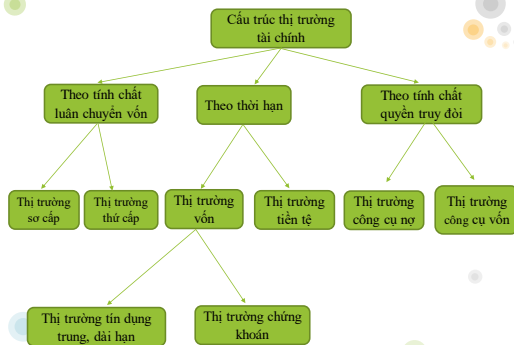 Cấu trúc thị trường
tài chính
Theo tính chất
luân chuyển vốn
Theo thời hạn
Theo tính chất
quyền truy đòi
Thị trường
sơ cấp
Thị trường
thứ cấp
Thị trường
vốn
Thị trường
tiền tệ
Thị trường
công cụ nợ
Thị trường
công cụ vốn
Thị trường tín dụng
trung, dài hạn
Thị trường chứng
khoán